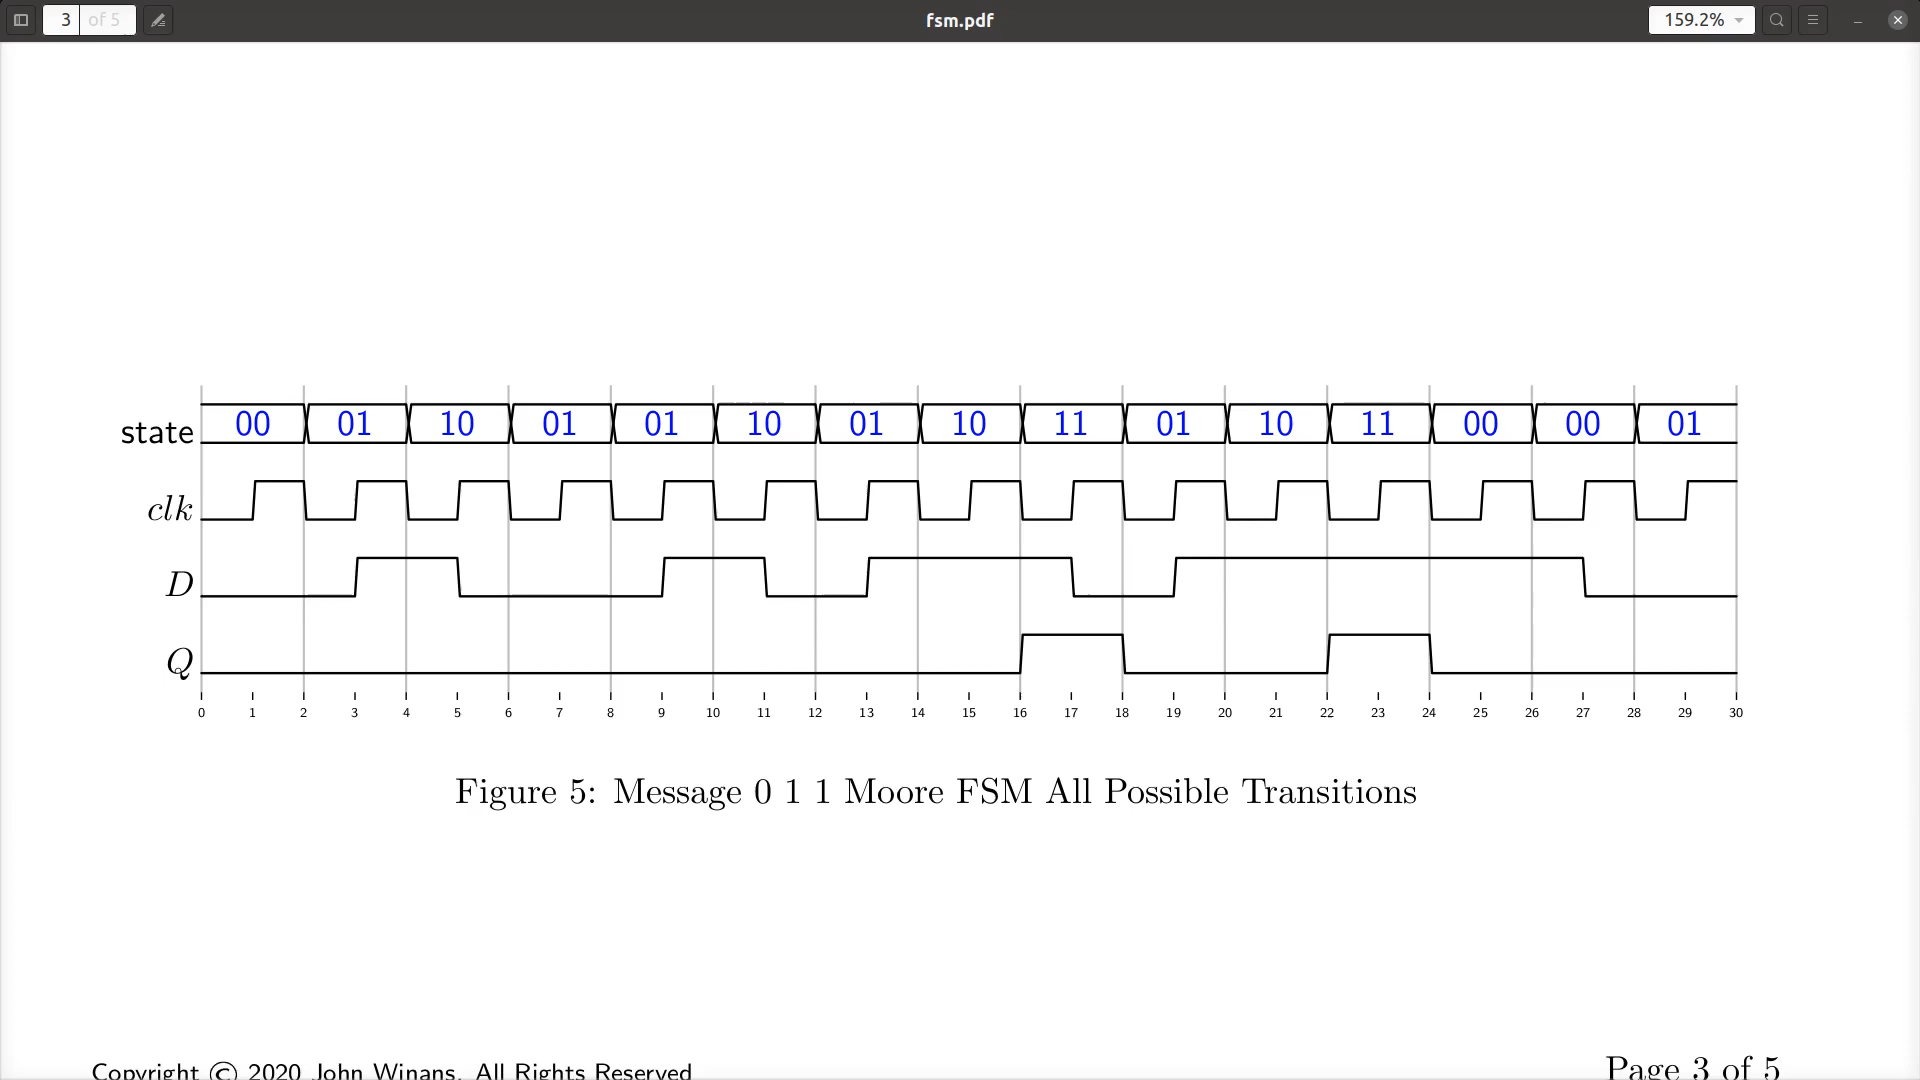 3 of 5
fsm.pdf
159.2%
state 00 01 10 01 01 10 01 10 11 01 10 11 00 00 01
clk
D
Q
0 1 2 3 4 5 6 7 8 9 10 11 12 13 14 15 16 17 18 19 20 21 22 23 24 25 26 27 28 29 30
Figure 5: Message 0 1 1 Moore FSM All Possible Transitions
Copyright © 2020 John Winans. All Rights Reserved
Page 3 of 5